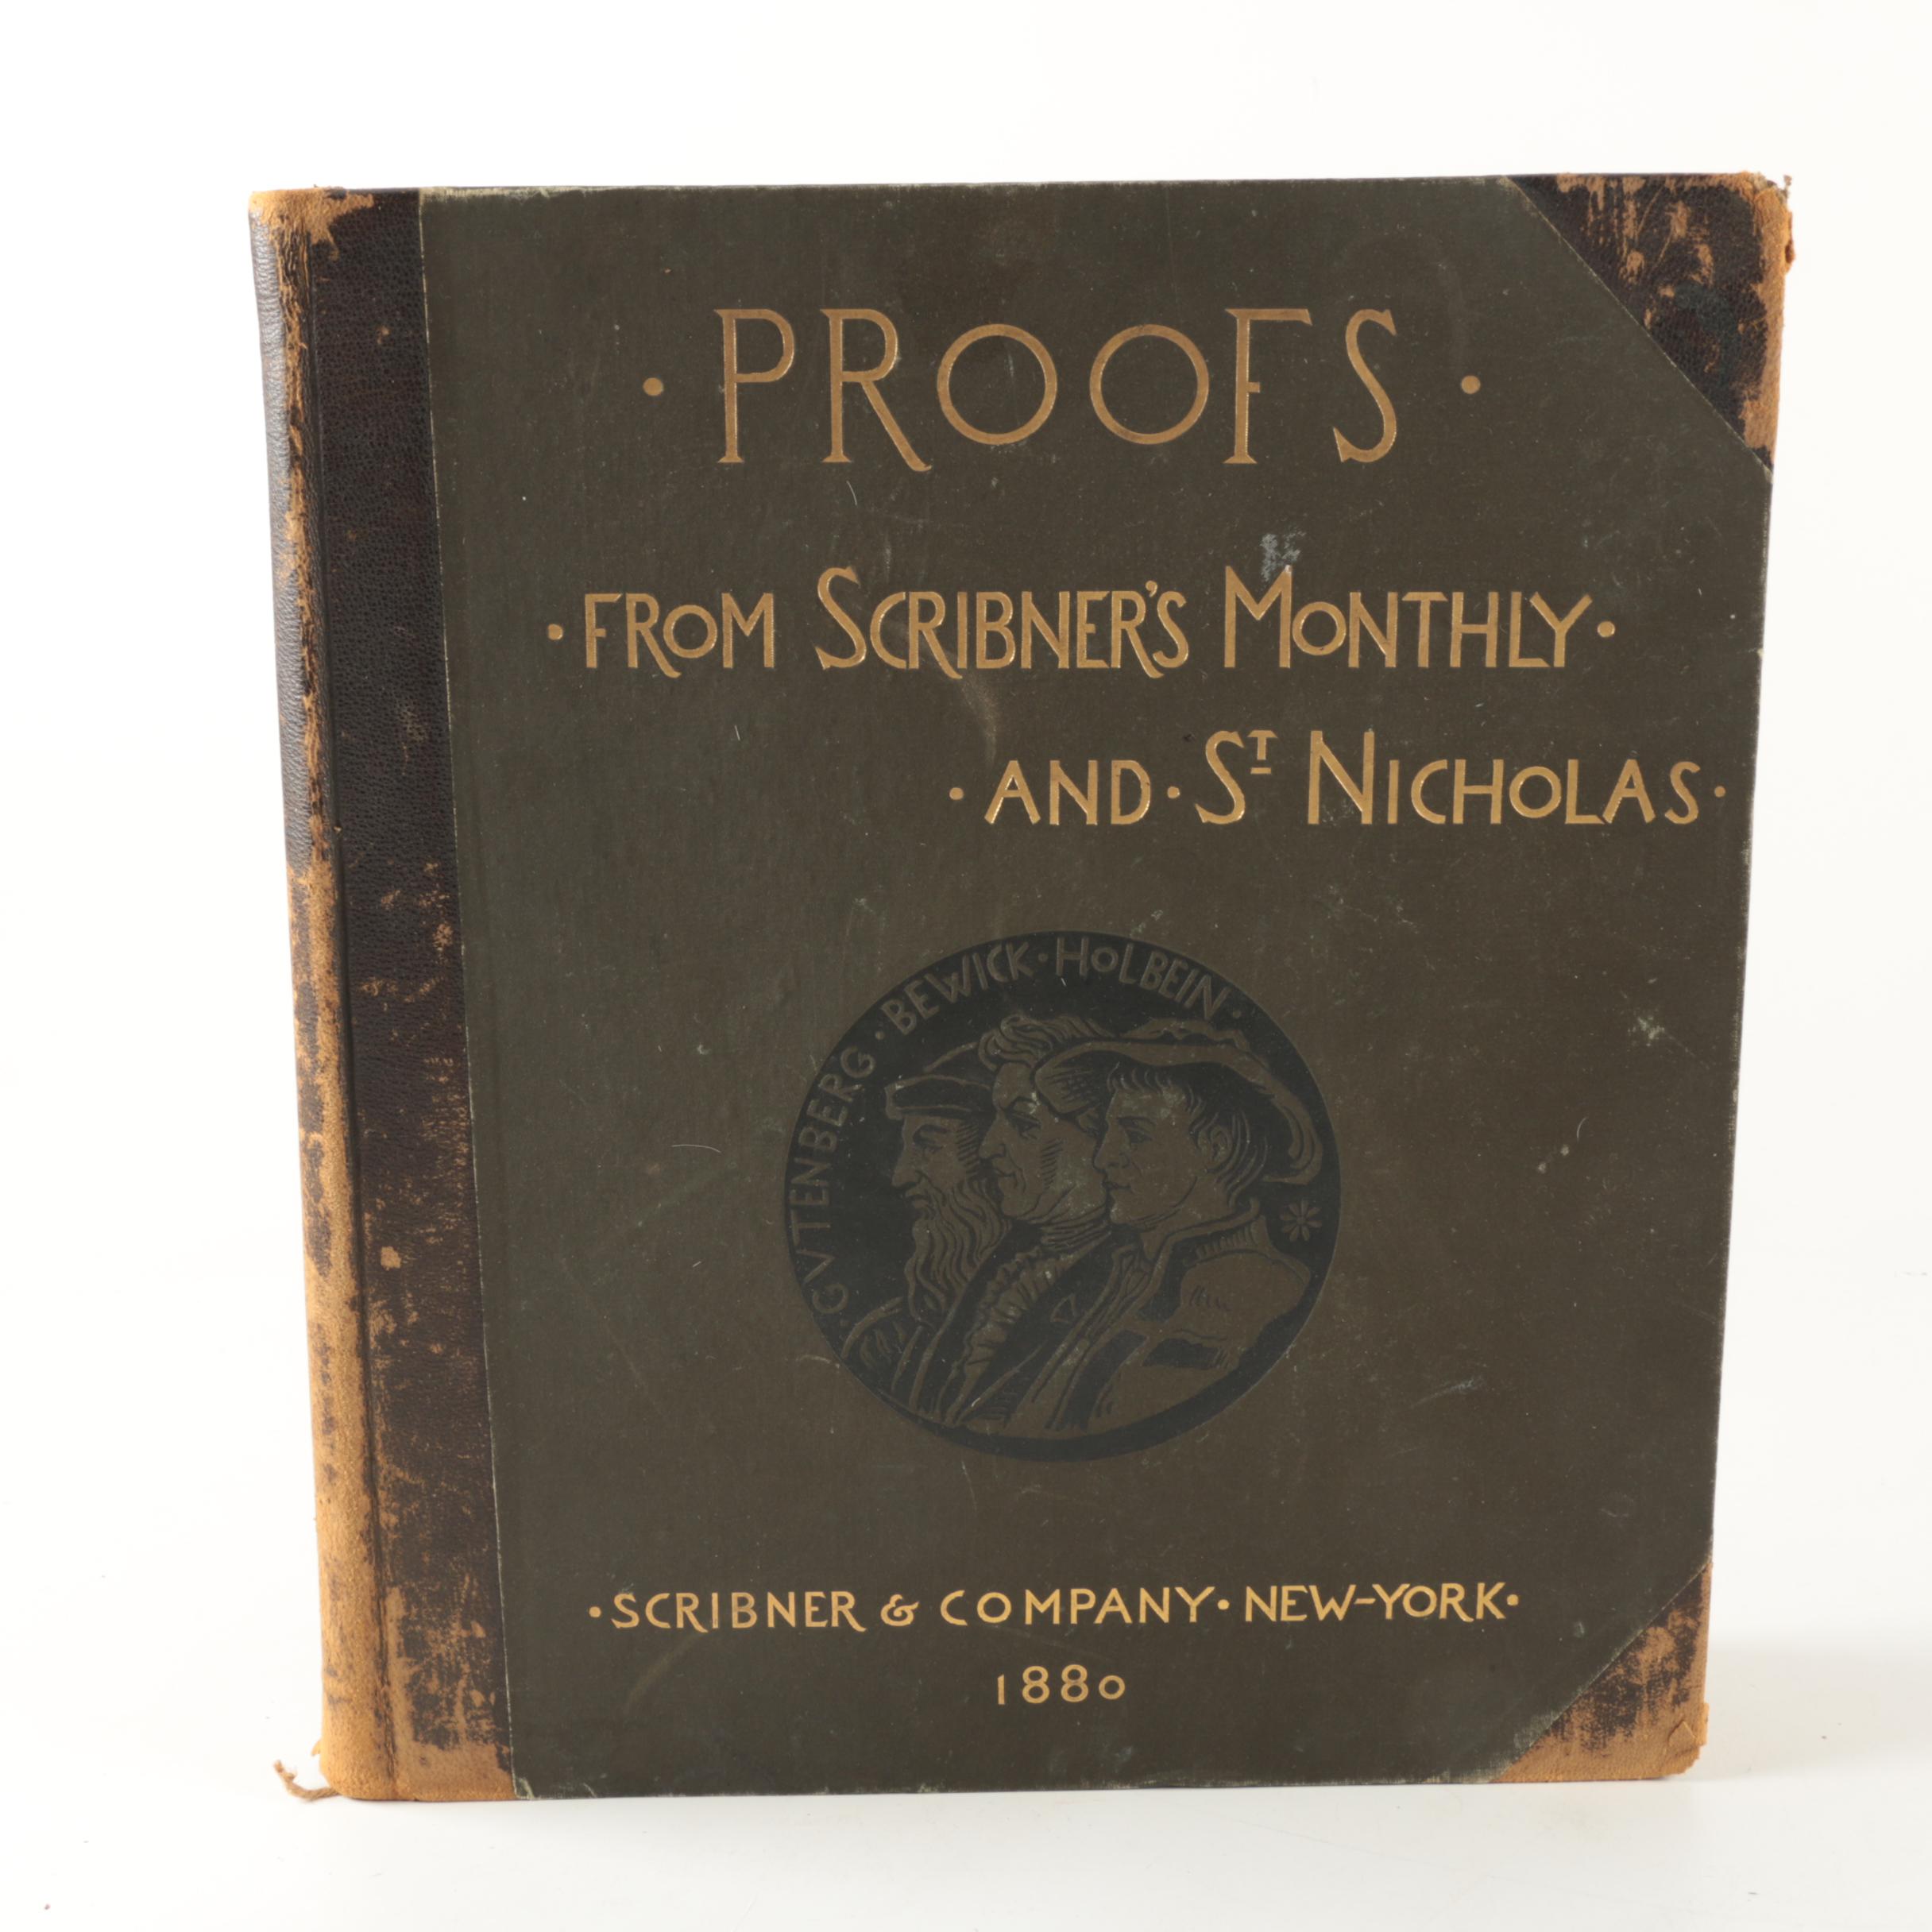 · PROOFS ·
· FROM SCRIBNER'S MONTHLY ·
· AND · ST NICHOLAS ·
· GVTENBERG · BEWICK · HOLBEIN ·
· SCRIBNER & COMPANY · NEW-YORK ·
1880